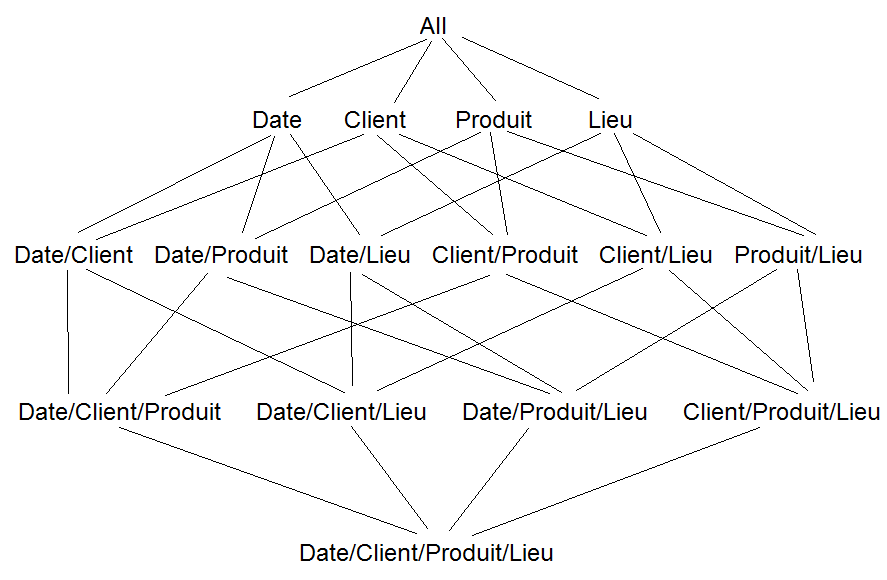 All
Date Client Produit Lieu
Date/Client Date/Produit Date/Lieu Client/Produit Client/Lieu Produit/Lieu
Date/Client/Produit Date/Client/Lieu Date/Produit/Lieu Client/Produit/Lieu
Date/Client/Produit/Lieu